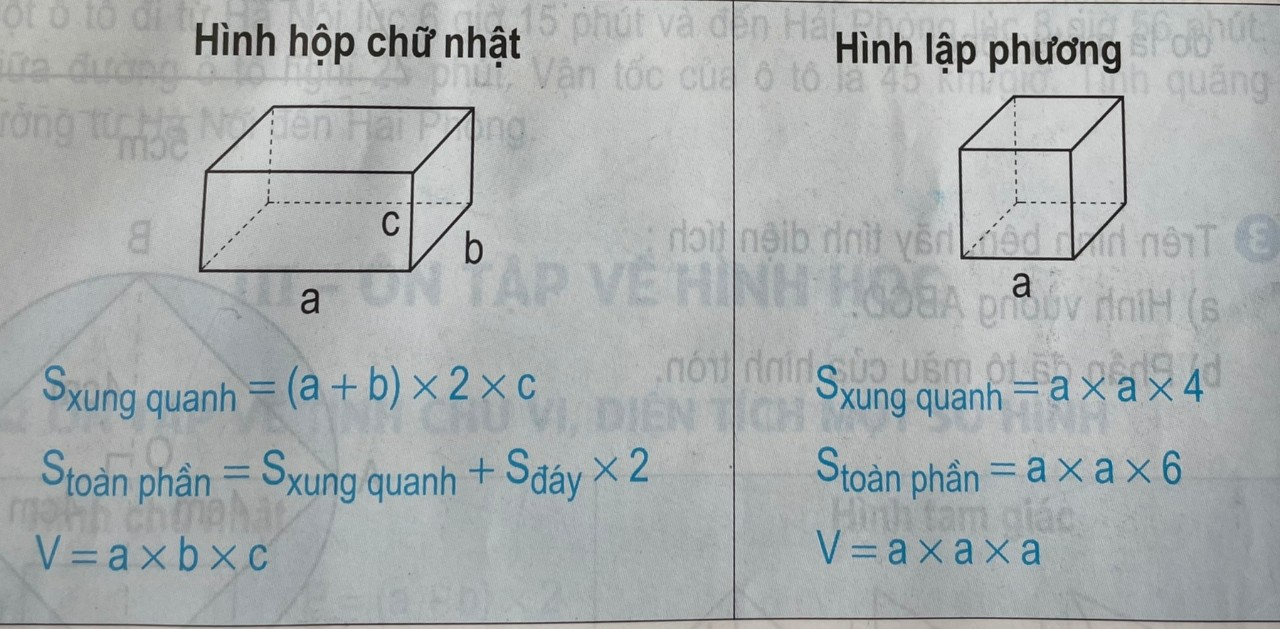 Hình hộp chữ nhật
c
b
a
Sxung quanh = (a + b) × 2 × c
Stoàn phần = Sxung quanh + Sđáy × 2
V = a × b × c
Hình lập phương
a
Sxung quanh = a × a × 4
Stoàn phần = a × a × 6
V = a × a × a